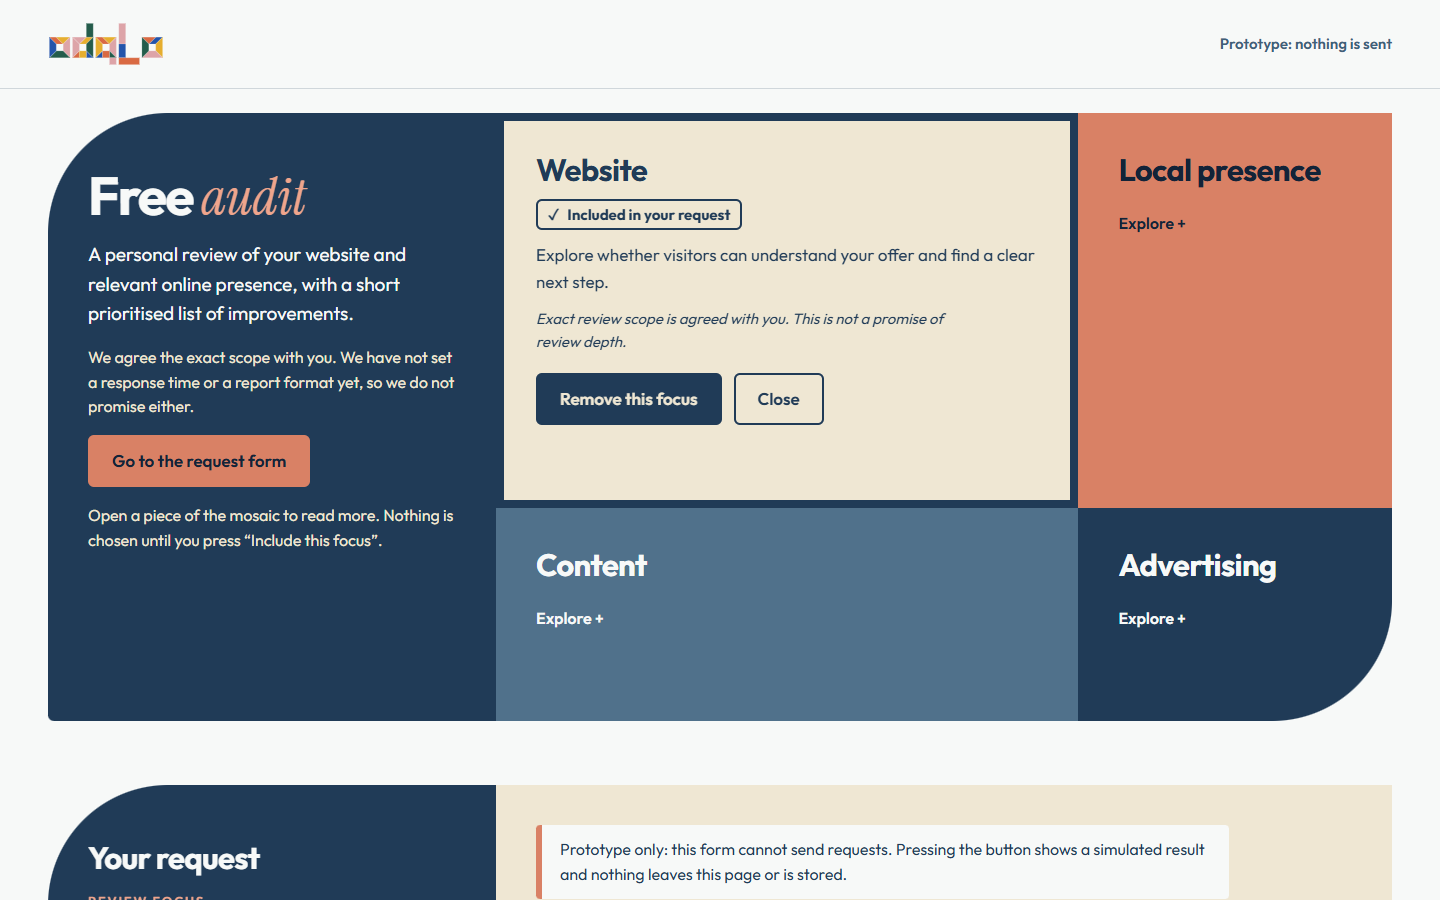 odalo
Prototype: nothing is sent
Free audit
A personal review of your website and
relevant online presence, with a short
prioritised list of improvements.
We agree the exact scope with you. We have not set
a response time or a report format yet, so we do not
promise either.
Go to the request form
Open a piece of the mosaic to read more. Nothing is
chosen until you press “Include this focus”.
Website
✓ Included in your request
Explore whether visitors can understand your offer and find a clear
next step.
Exact review scope is agreed with you. This is not a promise of
review depth.
Remove this focus
Close
Local presence
Explore +
Content
Explore +
Advertising
Explore +
Your request
REVIEW FOCUS
Prototype only: this form cannot send requests. Pressing the button shows a simulated result
and nothing leaves this page or is stored.